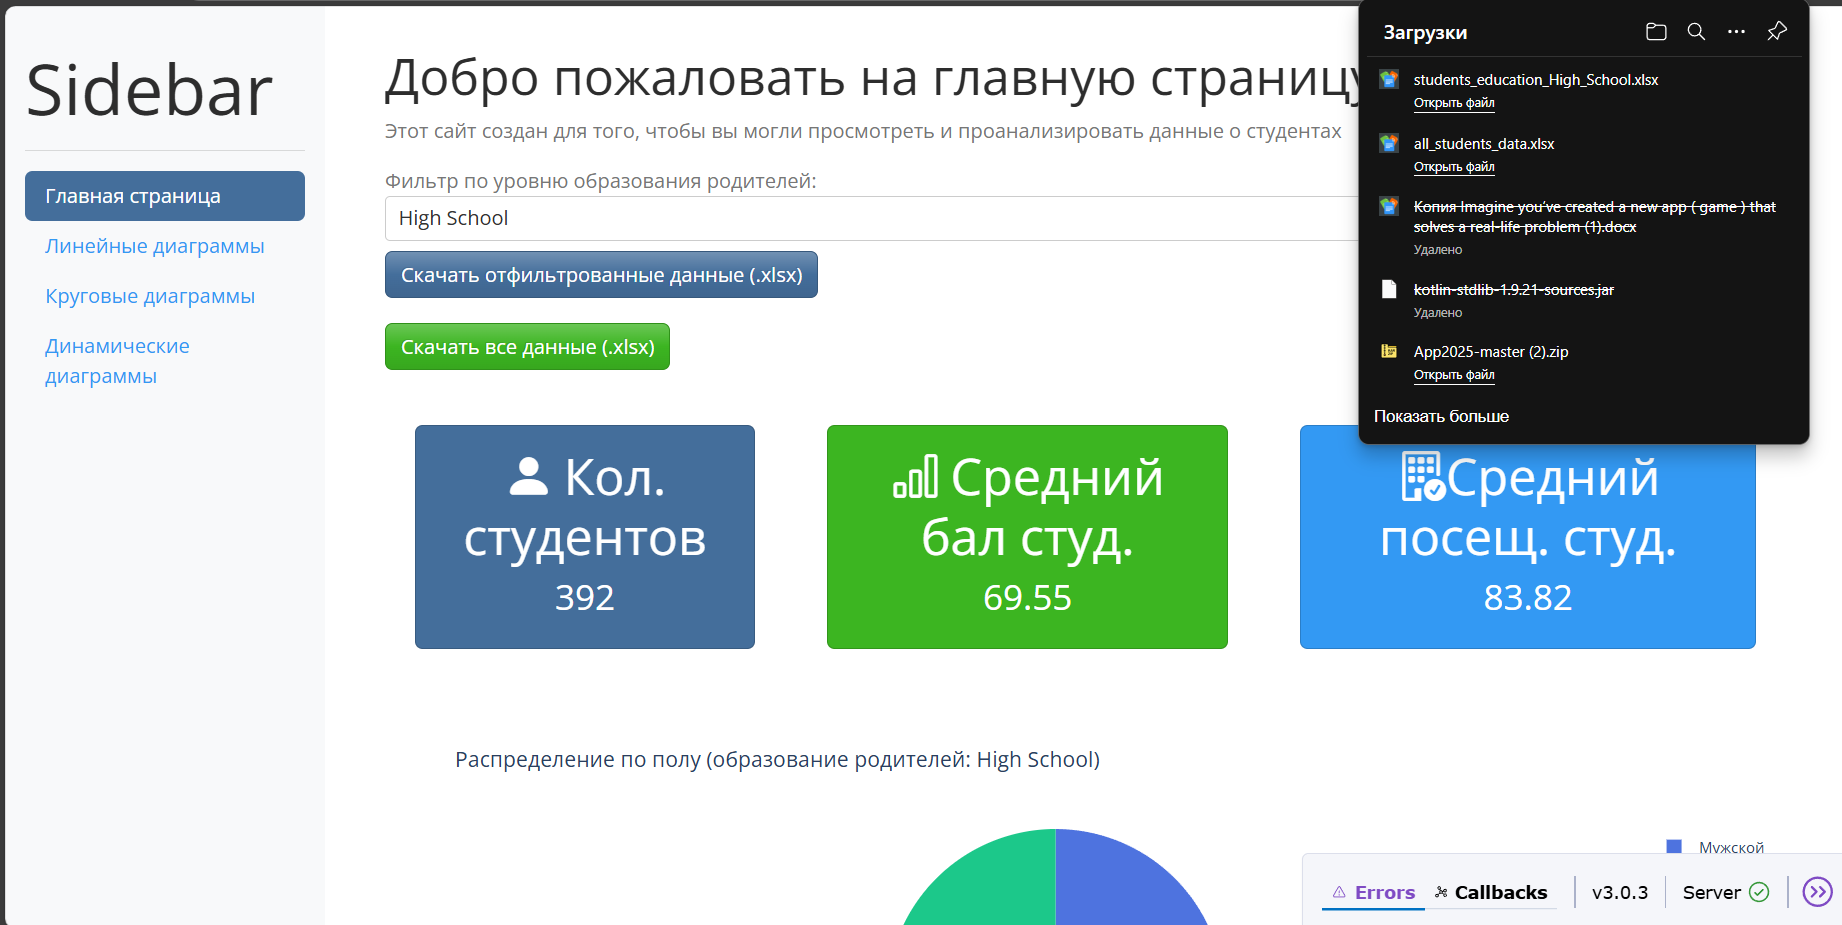 Sidebar
Главная страница
Линейные диаграммы
Круговые диаграммы
Динамические
диаграммы
Добро пожаловать на главную страницу
Этот сайт создан для того, чтобы вы могли просмотреть и проанализировать данные о студентах
Фильтр по уровню образования родителей:
High School
Скачать отфильтрованные данные (.xlsx)
Скачать все данные (.xlsx)
Кол.
студентов
392
Средний
бал студ.
69.55
Средний
посещ. студ.
83.82
Распределение по полу (образование родителей: High School)
Мужской
Загрузки
students_education_High_School.xlsx
Открыть файл
all_students_data.xlsx
Открыть файл
Копия Imagine you've created a new app ( game ) that
solves a real-life problem (1).docx
Удалено
kotlin-stdlib-1.9.21-sources.jar
Удалено
App2025-master (2).zip
Открыть файл
Показать больше
Errors Callbacks v3.0.3 Server